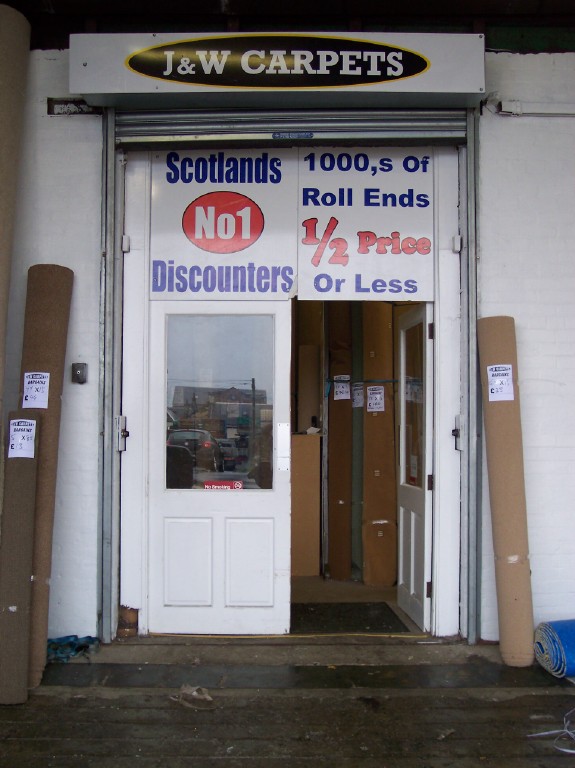 J&W CARPETS
Scotlands
No1
Discounters
1000,s Of
Roll Ends
1/2 Price
Or Less
No Smoking